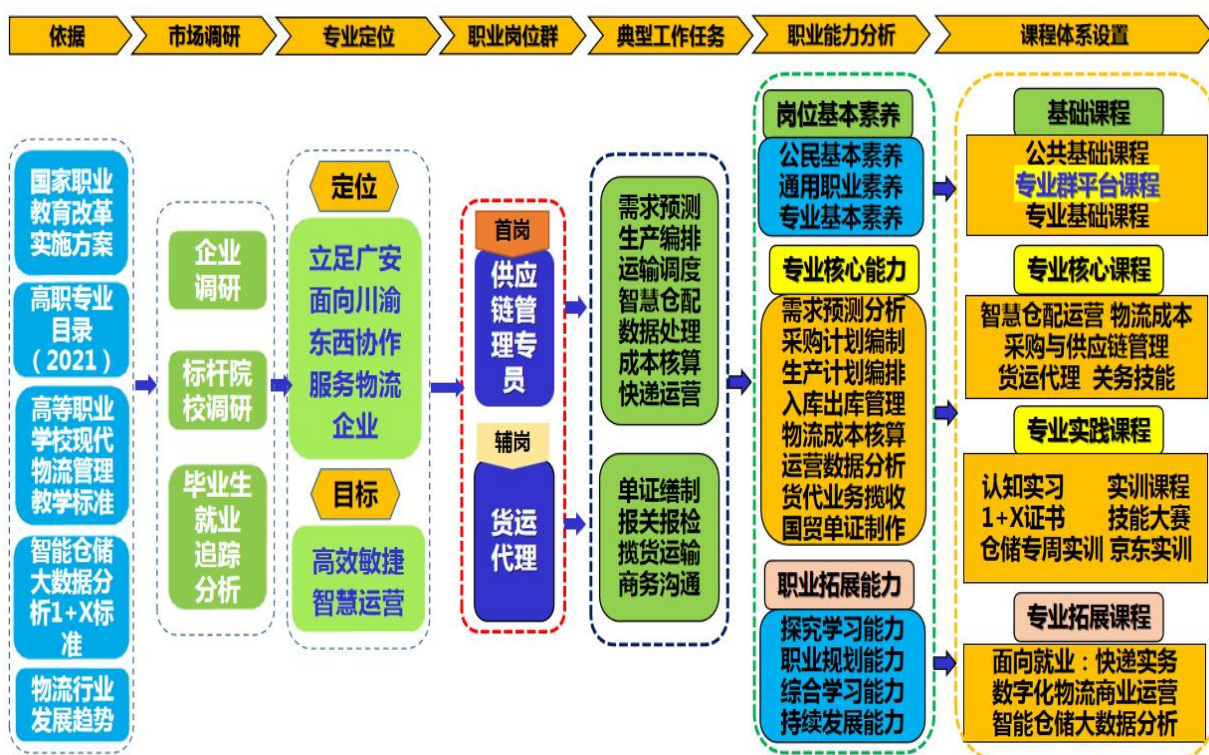 依据
市场调研
专业定位
职业岗位群
典型工作任务
职业能力分析
课程体系设置
国家职业
教育改革
实施方案
高职专业
目录
（2021）
高等职业
学校现代
物流管理
教学标准
智能仓储
大数据分
析1+X标
准
物流行业
发展趋势
企业
调研
标杆院
校调研
毕业生
就业
追踪
分析
定位
立足广安
面向川渝
东西协作
服务物流
企业
目标
高效敏捷
智慧运营
首岗
供应
链管
理专
员
辅岗
货运
代理
需求预测
生产编排
运输调度
智慧仓配
数据处理
成本核算
快递运营
单证缮制
报关报检
揽货运输
商务沟通
岗位基本素养
公民基本素养
通用职业素养
专业基本素养
专业核心能力
需求预测分析
采购计划编制
生产计划编排
入库出库管理
物流成本核算
运营数据分析
货代业务揽收
国贸单证制作
职业拓展能力
探究学习能力
职业规划能力
综合学习能力
持续发展能力
基础课程
公共基础课程
专业群平台课程
专业基础课程
专业核心课程
智慧仓配运营 物流成本
采购与供应链管理
货运代理 关务技能
专业实践课程
认知实习 实训课程
1+X证书 技能大赛
仓储专周实训 京东实训
专业拓展课程
面向就业：快递实务
数字化物流商业运营
智能仓储大数据分析